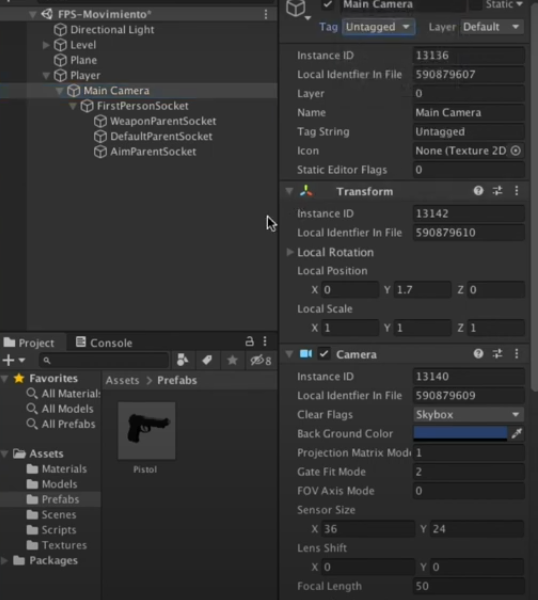 FPS-Movimiento*
Directional Light
Level
Plane
Player
Main Camera
FirstPersonSocket
WeaponParentSocket
DefaultParentSocket
AimParentSocket
Project
Console
8
Favorites
All Materials
All Models
All Prefabs
Assets
Materials
Models
Prefabs
Scenes
Scripts
Textures
Packages
Assets > Prefabs
Pistol
Main Camera
Static
Tag Untagged Layer Default
Instance ID 13136
Local Identfier In File 590879607
Layer 0
Name Main Camera
Tag String Untagged
Icon None (Texture 2D
Static Editor Flags 0
Transform
Instance ID 13142
Local Identfier In File 590879610
Local Rotation
Local Position
X 0 Y 1.7 Z 0
Local Scale
X 1 Y 1 Z 1
Camera
Instance ID 13140
Local Identfier In File 590879609
Clear Flags Skybox
Back Ground Color
Projection Matrix Mode 1
Gate Fit Mode 2
FOV Axis Mode 0
Sensor Size
X 36 Y 24
Lens Shift
X 0 Y 0
Focal Length 50